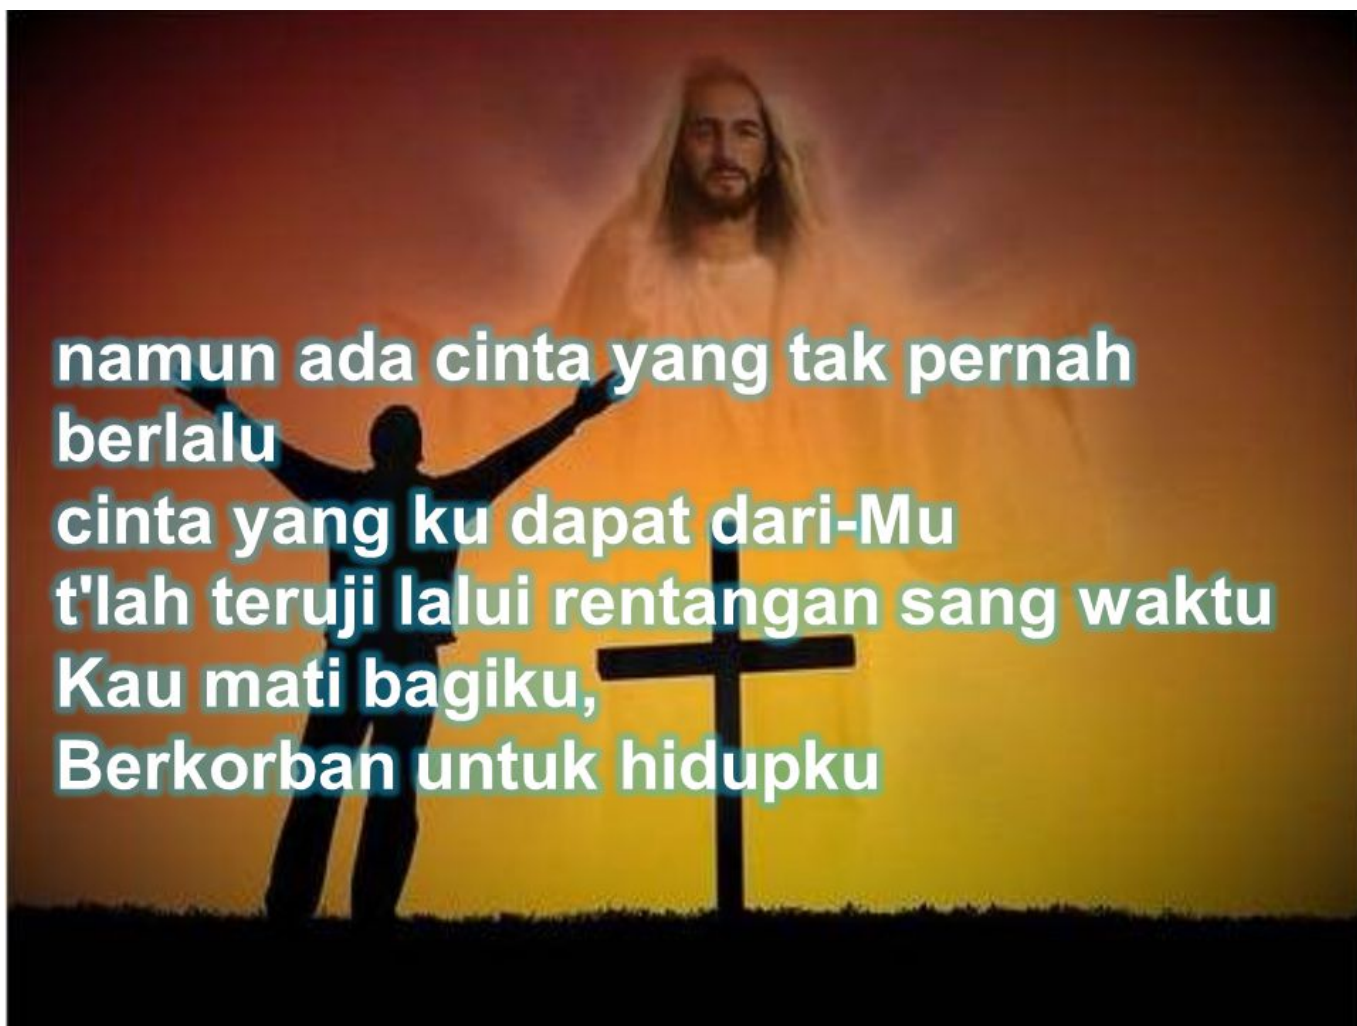 namun ada cinta yang tak pernah
berlalu
cinta yang ku dapat dari-Mu
t'lah teruji lalui rentangan sang waktu
Kau mati bagiku,
Berkorban untuk hidupku